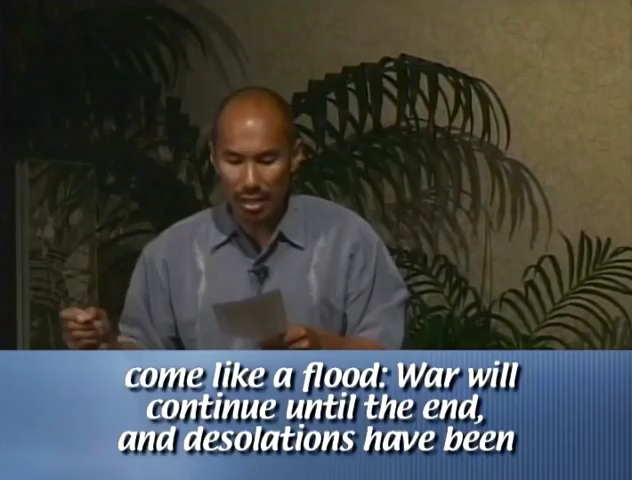 come like a flood: War will
continue until the end,
and desolations have been